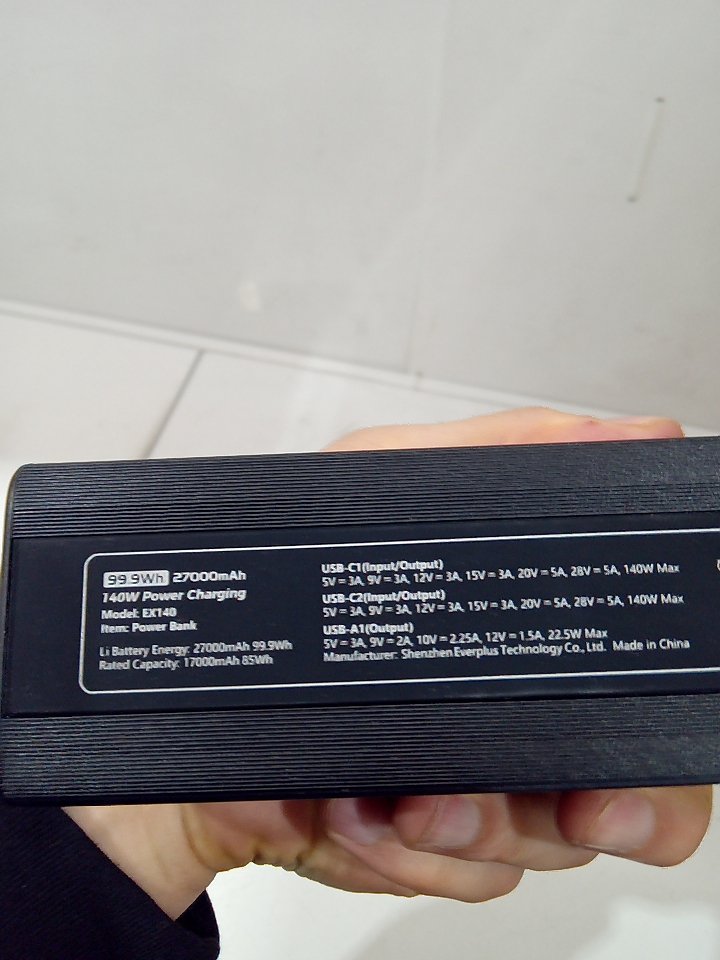 99.9Wh 27000mAh
140W Power Charging
Model: EX140
Item: Power Bank
Li Battery Energy: 27000mAh 99.9Wh
Rated Capacity: 17000mAh 85Wh
USB-C1(Input/Output)
5V = 3A, 9V = 3A, 12V = 3A, 15V = 3A, 20V = 5A, 28V = 5A, 140W Max
USB-C2(Input/Output)
5V = 3A, 9V = 3A, 12V = 3A, 15V = 3A, 20V = 5A, 28V = 5A, 140W Max
USB-A1(Output)
5V = 3A, 9V = 2A, 10V = 2.25A, 12V = 1.5A, 22.5W Max
Manufacturer: Shenzhen Everplus Technology Co., Ltd. Made in China